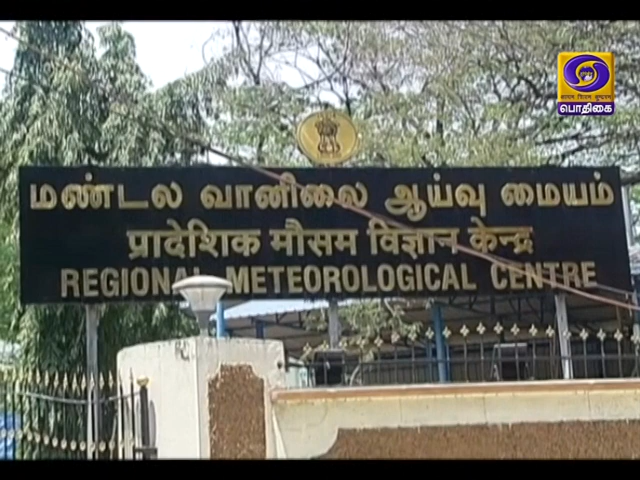 பொதிகை
மண்டல வானிலை ஆய்வு மையம்
प्रादेशिक मौसम विज्ञान केन्द्र
REGIONAL METEOROLOGICAL CENTRE